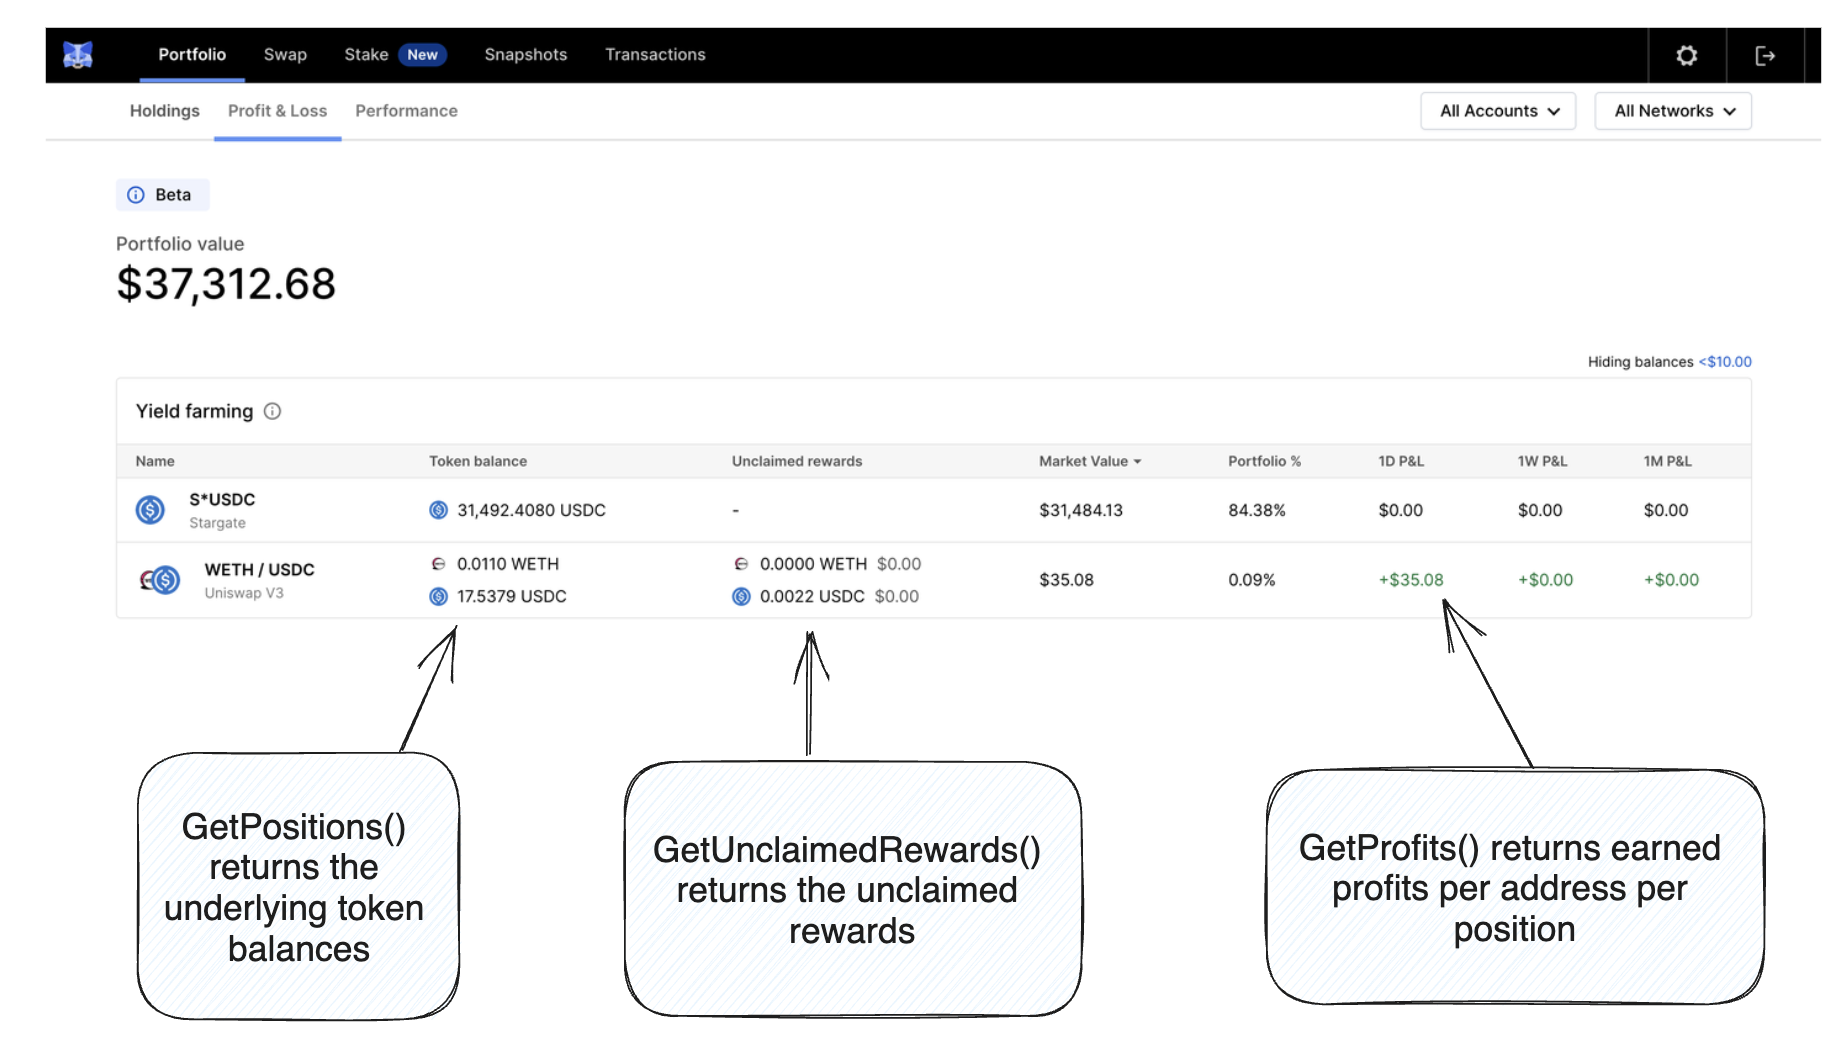 Portfolio Swap Stake New Snapshots Transactions
Holdings Profit & Loss Performance All Accounts All Networks
Beta
Portfolio value
$37,312.68
Hiding balances <$10.00
Yield farming
Name Token balance Unclaimed rewards Market Value Portfolio % 1D P&L 1W P&L 1M P&L
S*USDC
Stargate
31,492.4080 USDC - $31,484.13 84.38% $0.00 $0.00 $0.00
WETH / USDC
Uniswap V3
0.0110 WETH
17.5379 USDC
0.0000 WETH $0.00
0.0022 USDC $0.00
$35.08 0.09% +$35.08 +$0.00 +$0.00
GetPositions()
returns the
underlying token
balances
GetUnclaimedRewards()
returns the unclaimed
rewards
GetProfits() returns earned
profits per address per
position